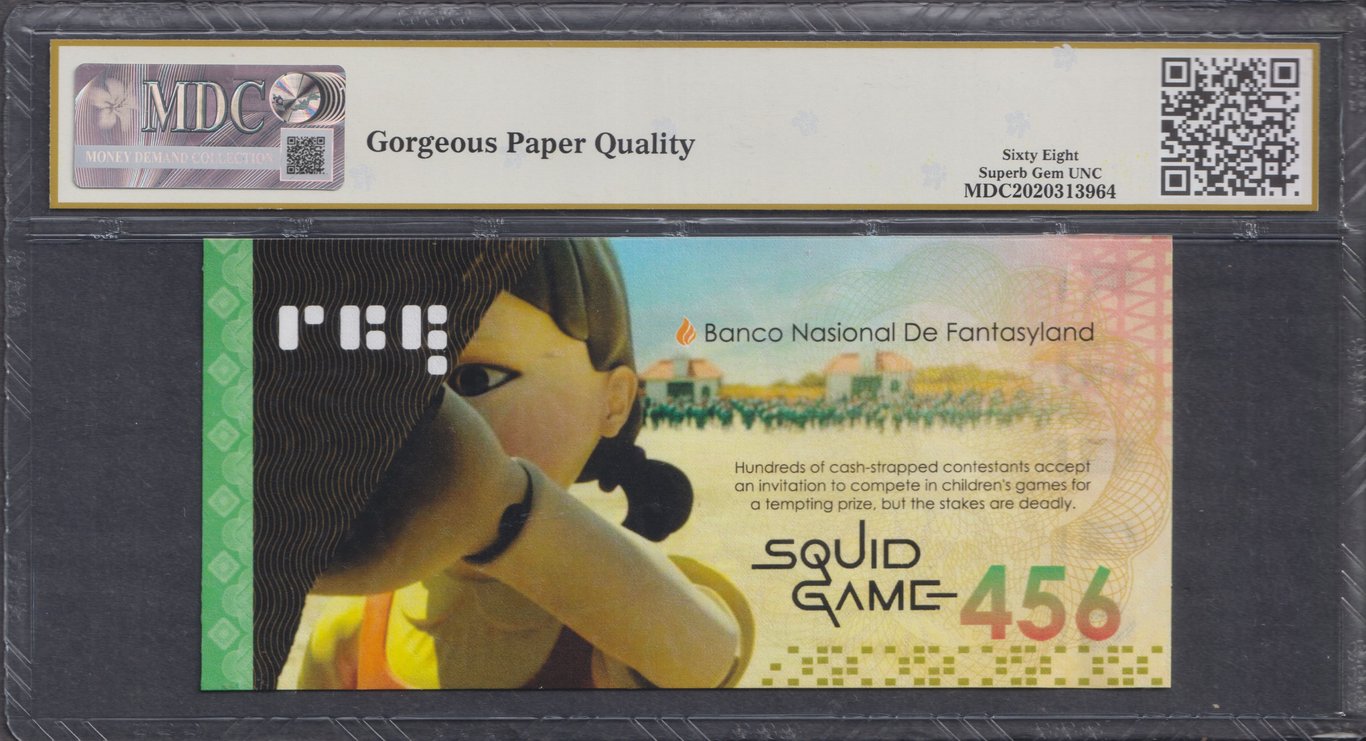 MDC
MONEY DEMAND COLLECTION
Gorgeous Paper Quality
Sixty Eight
Superb Gem UNC
MDC2020313964
Banco Nasional De Fantasyland
Hundreds of cash-strapped contestants accept
an invitation to compete in children's games for
a tempting prize, but the stakes are deadly.
SQUID
GAME
456